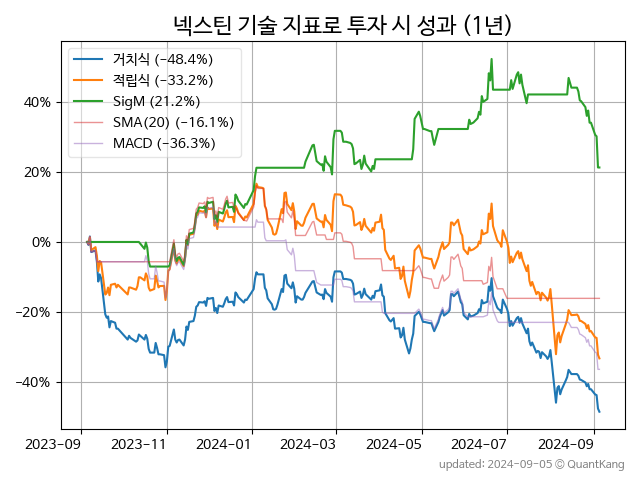 넥스틴 기술 지표로 투자 시 성과 (1년)
거치식 (−48.4%)
적립식 (−33.2%)
SigM (21.2%)
SMA(20) (−16.1%)
MACD (−36.3%)
40%
20%
0%
−20%
−40%
2023-09 2023-11 2024-01 2024-03 2024-05 2024-07 2024-09
updated: 2024-09-05 © QuantKang